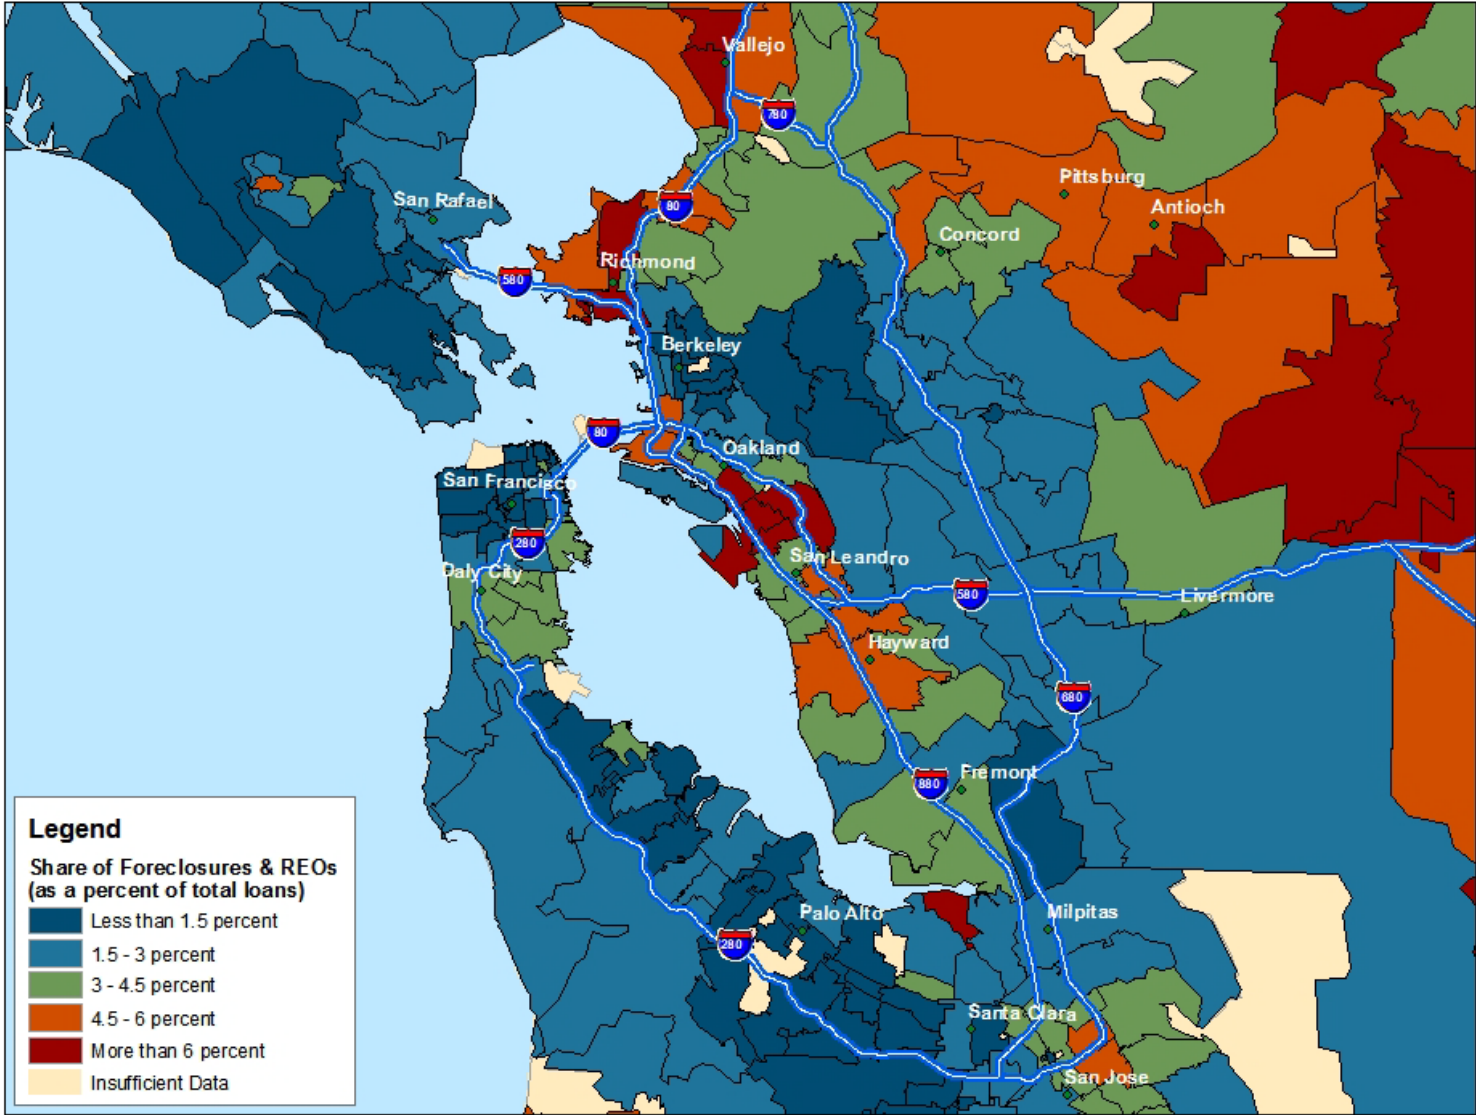 Vallejo
780
Pittsburg
San Rafael
80
Antioch
Concord
Richmond
580
Berkeley
80
Oakland
San Francisco
280
San Leandro
Daly City
580
Livermore
Hayward
680
Fremont
880
Palo Alto
Milpitas
280
Santa Clara
San Jose
Legend
Share of Foreclosures & REOs
(as a percent of total loans)
Less than 1.5 percent
1.5 - 3 percent
3 - 4.5 percent
4.5 - 6 percent
More than 6 percent
Insufficient Data